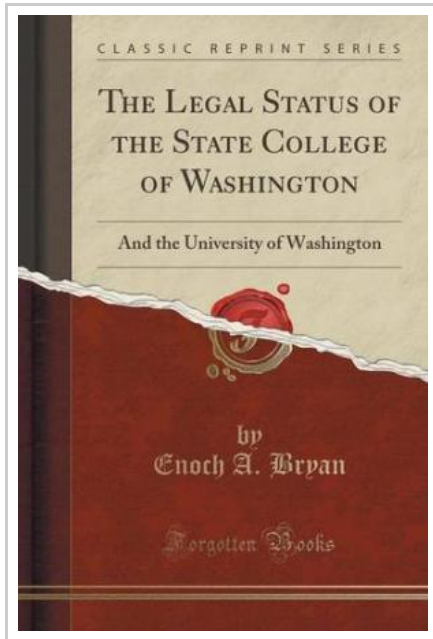 CLASSIC REPRINT SERIES
THE LEGAL STATUS OF
THE STATE COLLEGE
OF WASHINGTON
And the University of Washington
by
Enoch A. Bryan
Forgotten Books